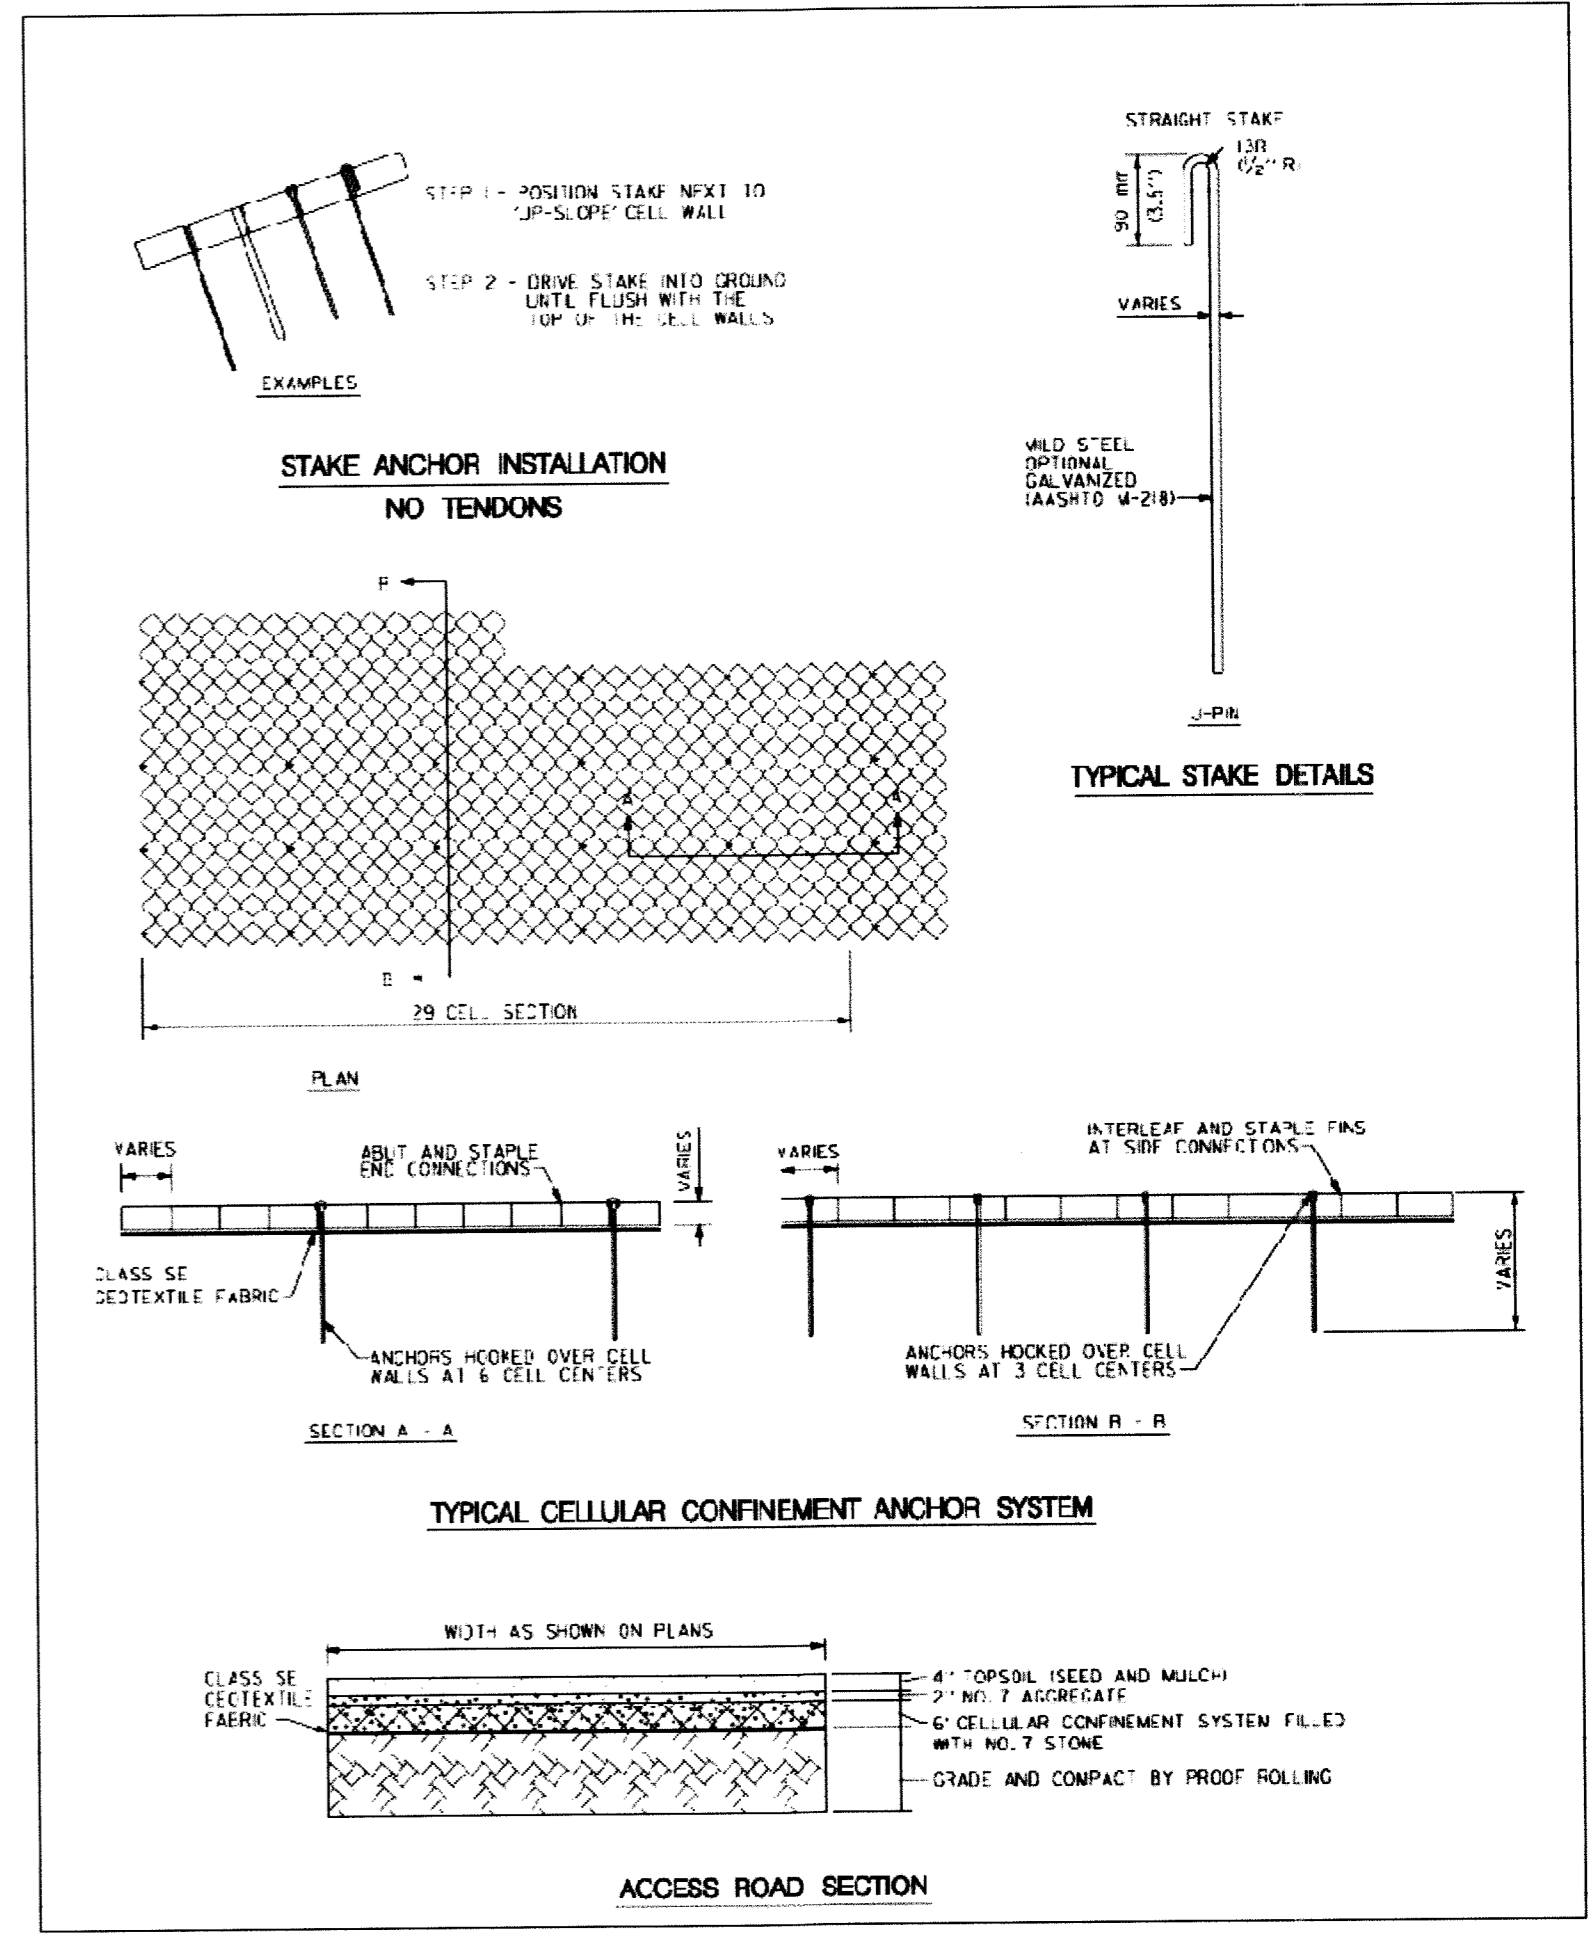 STRAIGHT STAKE
13R
(1/2" R)
90 mm
(3.5")
STEP 1 - POSITION STAKE NEXT TO
'UP-SLOPE' CELL WALL
STEP 2 - DRIVE STAKE INTO GROUND
UNTIL FLUSH WITH THE
TOP OF THE CELL WALLS
EXAMPLES
VARIES
STAKE ANCHOR INSTALLATION
NO TENDONS
MILD STEEL
OPTIONAL
GALVANIZED
(AASHTO M-218)
J-PIN
TYPICAL STAKE DETAILS
B
A
A
B
29 CELL SECTION
PLAN
VARIES
ABUT AND STAPLE
END CONNECTIONS
VARIES
CLASS SE
GEOTEXTILE FABRIC
ANCHORS HOOKED OVER CELL
WALLS AT 6 CELL CENTERS
SECTION A - A
VARIES
INTERLEAF AND STAPLE FINS
AT SIDE CONNECTIONS
VARIES
ANCHORS HOOKED OVER CELL
WALLS AT 3 CELL CENTERS
SECTION B - B
TYPICAL CELLULAR CONFINEMENT ANCHOR SYSTEM
WIDTH AS SHOWN ON PLANS
CLASS SE
GEOTEXTILE
FABRIC
4" TOPSOIL (SEED AND MULCH)
2" NO. 7 AGGREGATE
6" CELLULAR CONFINEMENT SYSTEM FILLED
WITH NO. 7 STONE
GRADE AND COMPACT BY PROOF ROLLING
ACCESS ROAD SECTION